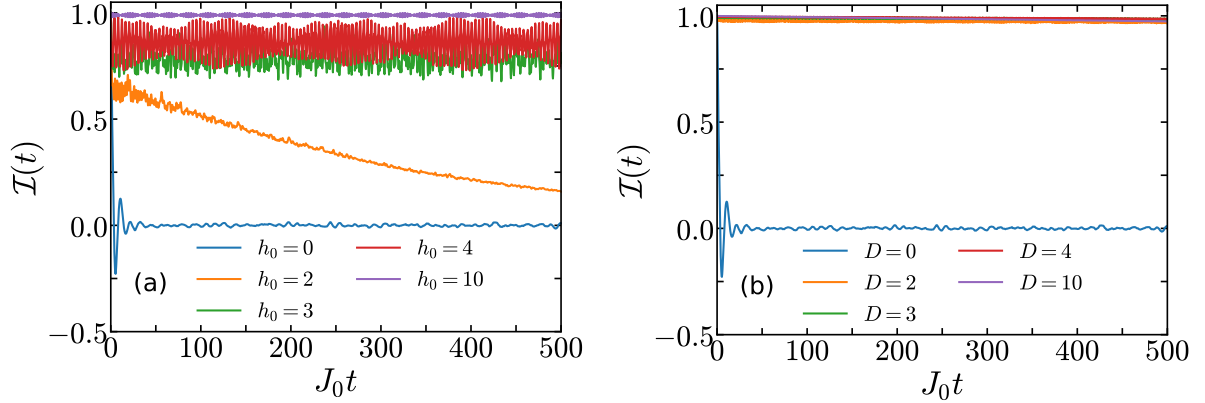 1.0
0.5
0.0
−0.5
I(t)
0 100 200 300 400 500
J₀t
h₀ = 0
h₀ = 2
h₀ = 3
h₀ = 4
h₀ = 10
(a)
1.0
0.5
0.0
−0.5
I(t)
0 100 200 300 400 500
J₀t
D = 0
D = 2
D = 3
D = 4
D = 10
(b)